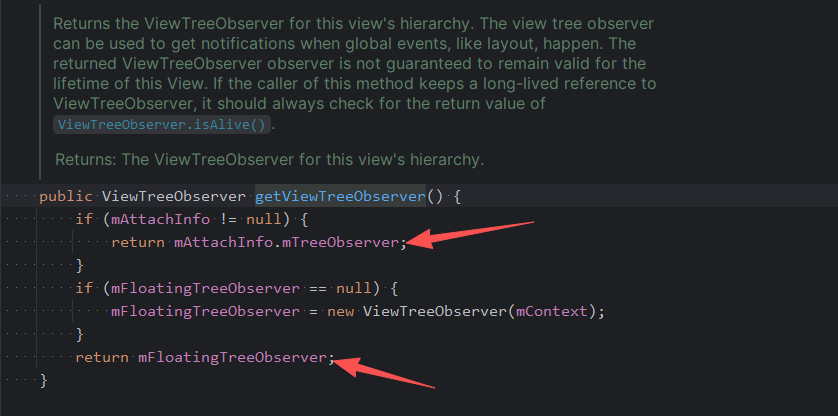 Returns the ViewTreeObserver for this view's hierarchy. The view tree observer
can be used to get notifications when global events, like layout, happen. The
returned ViewTreeObserver observer is not guaranteed to remain valid for the
lifetime of this View. If the caller of this method keeps a long-lived reference to
ViewTreeObserver, it should always check for the return value of
ViewTreeObserver.isAlive().
Returns: The ViewTreeObserver for this view's hierarchy.
public ViewTreeObserver getViewTreeObserver() {
if (mAttachInfo != null) {
return mAttachInfo.mTreeObserver;
}
if (mFloatingTreeObserver == null) {
mFloatingTreeObserver = new ViewTreeObserver(mContext);
}
return mFloatingTreeObserver;
}